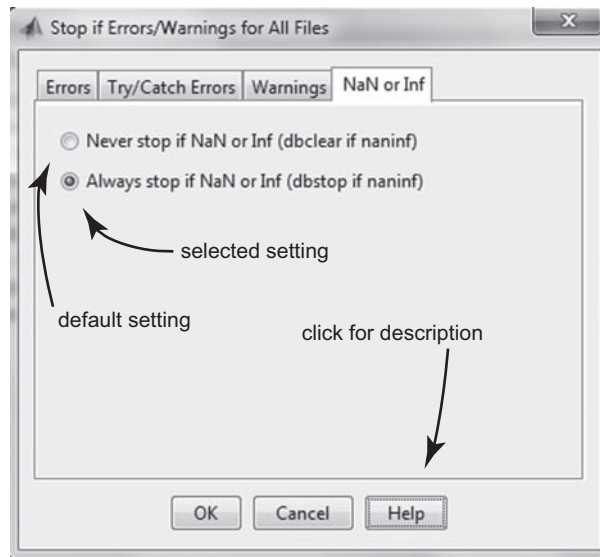 Stop if Errors/Warnings for All Files
Errors Try/Catch Errors Warnings NaN or Inf
Never stop if NaN or Inf (dbclear if naninf)
Always stop if NaN or Inf (dbstop if naninf)
selected setting
default setting
click for description
OK Cancel Help